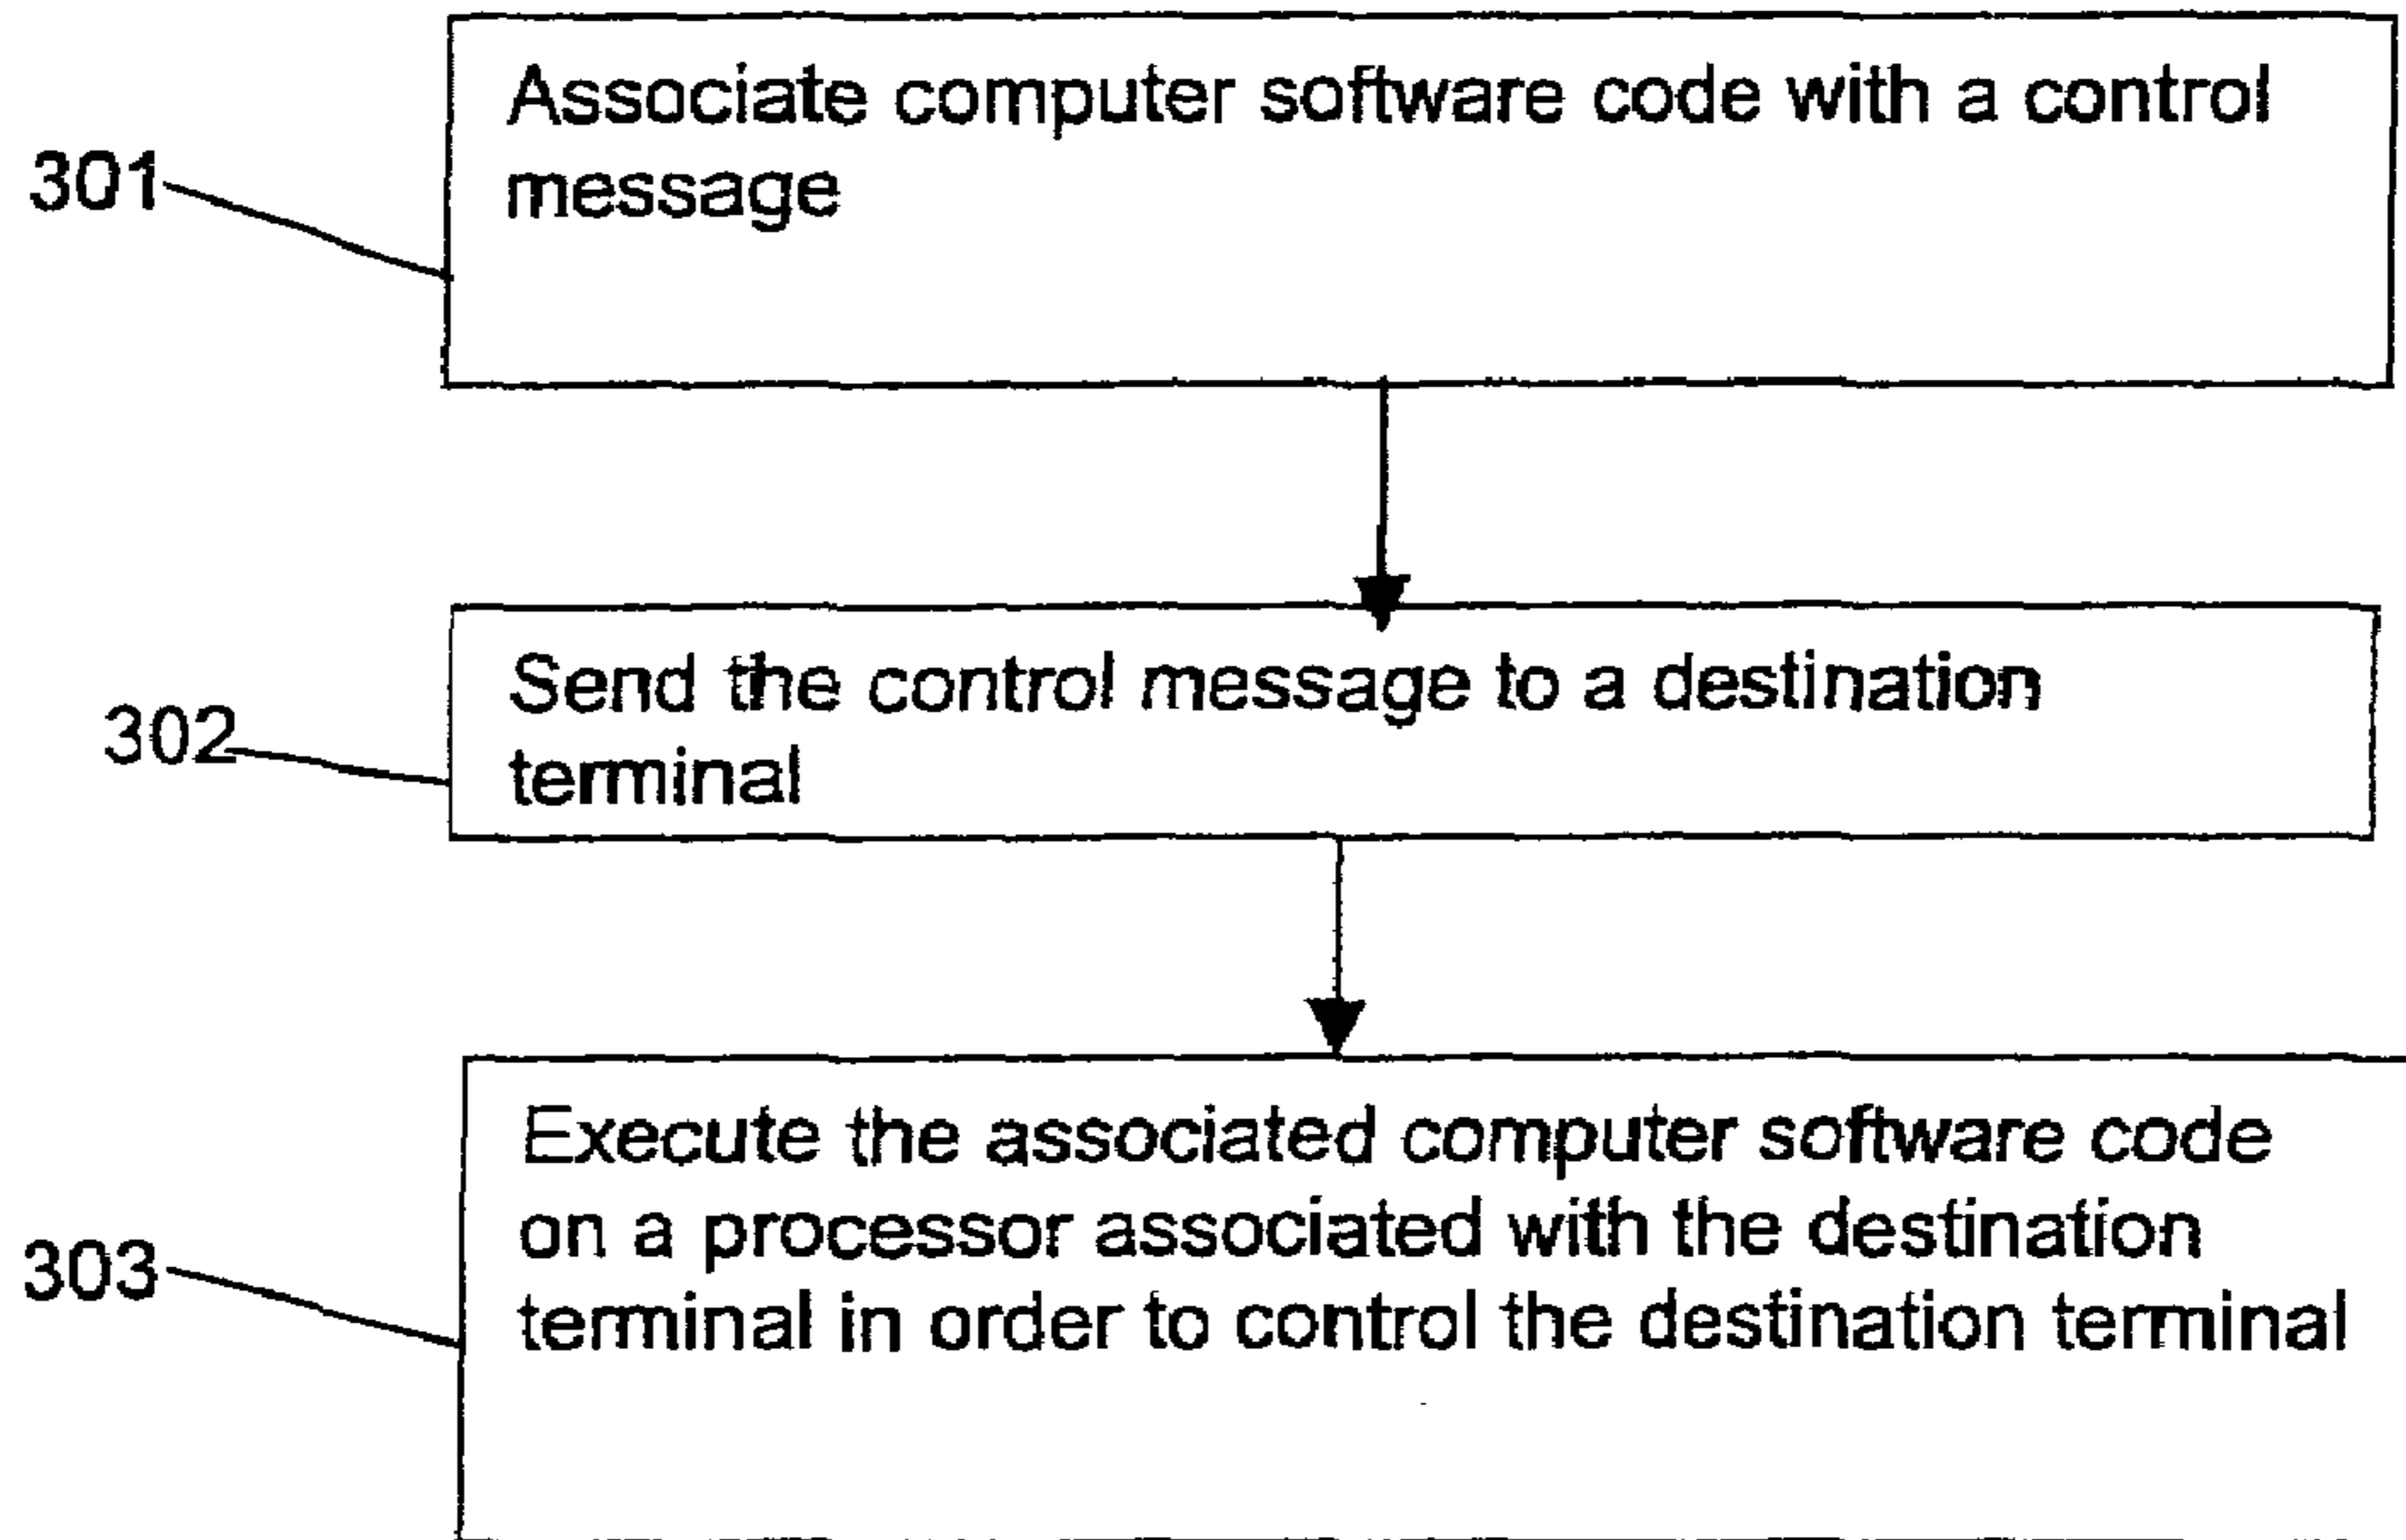 Associate computer software code with a control
message
301
Send the control message to a destination
terminal
302
Execute the associated computer software code
on a processor associated with the destination
terminal in order to control the destination terminal
303